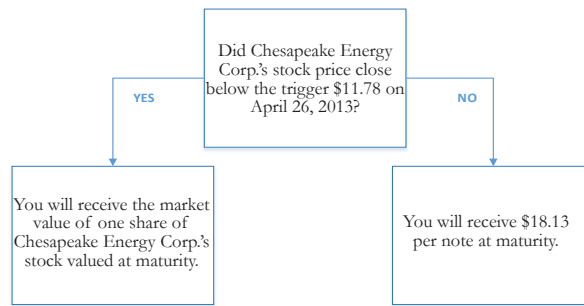 Did Chesapeake Energy
Corp.'s stock price close
below the trigger $11.78 on
April 26, 2013?
YES
NO
You will receive the market
value of one share of
Chesapeake Energy Corp.'s
stock valued at maturity.
You will receive $18.13
per note at maturity.